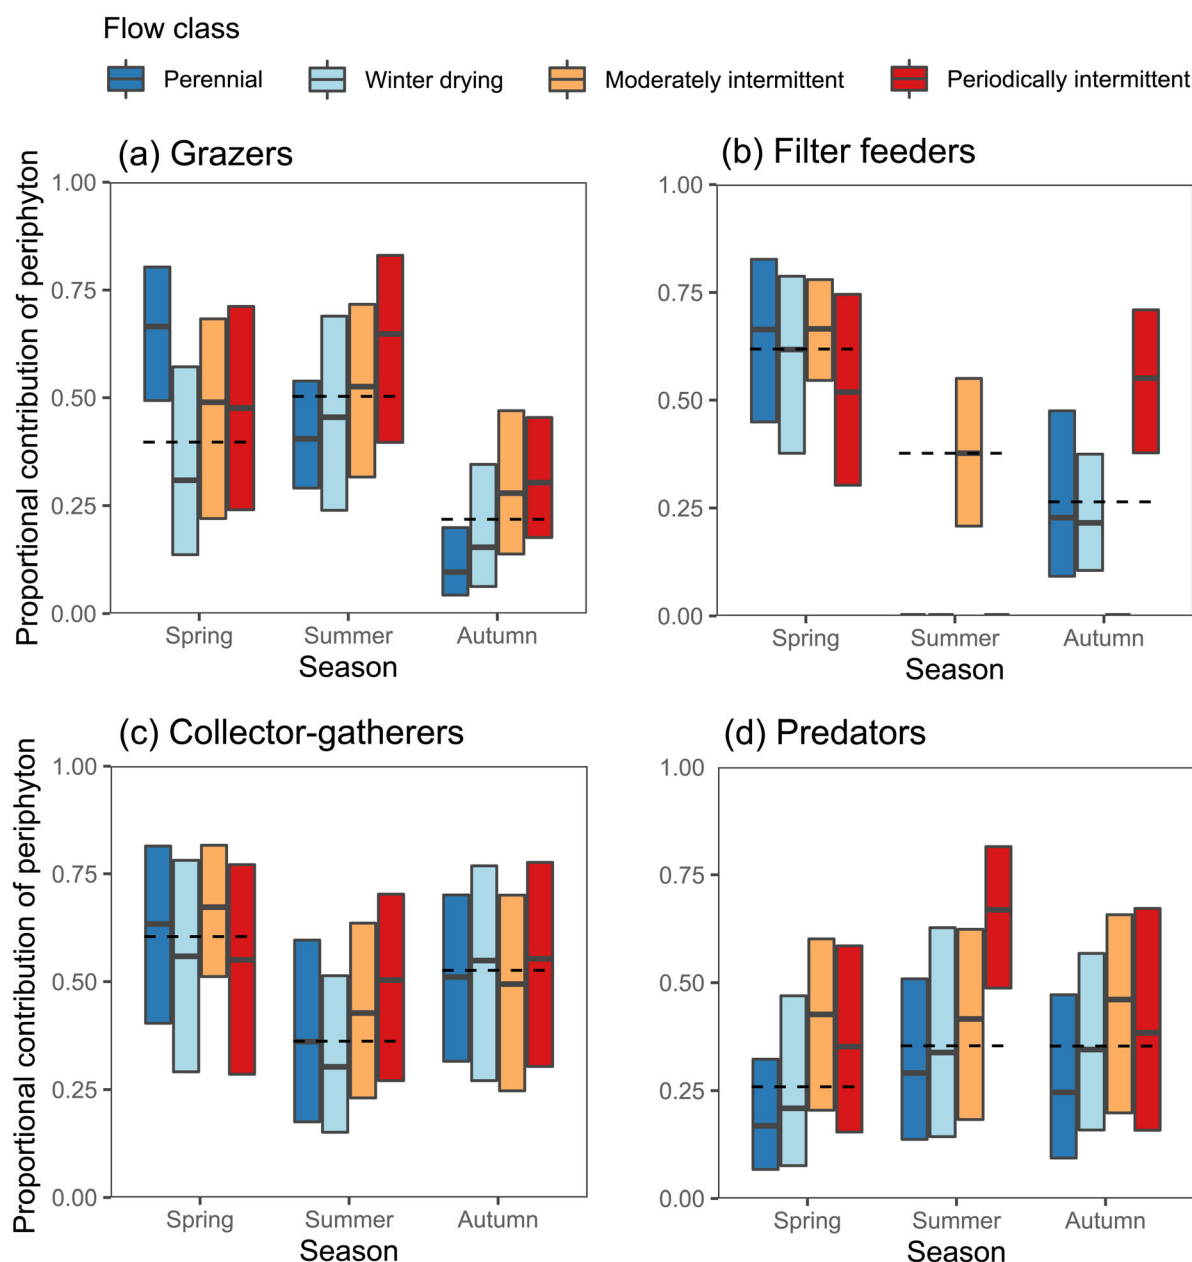 Flow class
Perennial Winter drying Moderately intermittent Periodically intermittent
(a) Grazers
Proportional contribution of periphyton
1.00
0.75
0.50
0.25
0.00
Spring Summer Autumn
Season
(b) Filter feeders
1.00
0.75
0.50
0.25
0.00
Spring Summer Autumn
Season
(c) Collector-gatherers
Proportional contribution of periphyton
1.00
0.75
0.50
0.25
0.00
Spring Summer Autumn
Season
(d) Predators
1.00
0.75
0.50
0.25
0.00
Spring Summer Autumn
Season